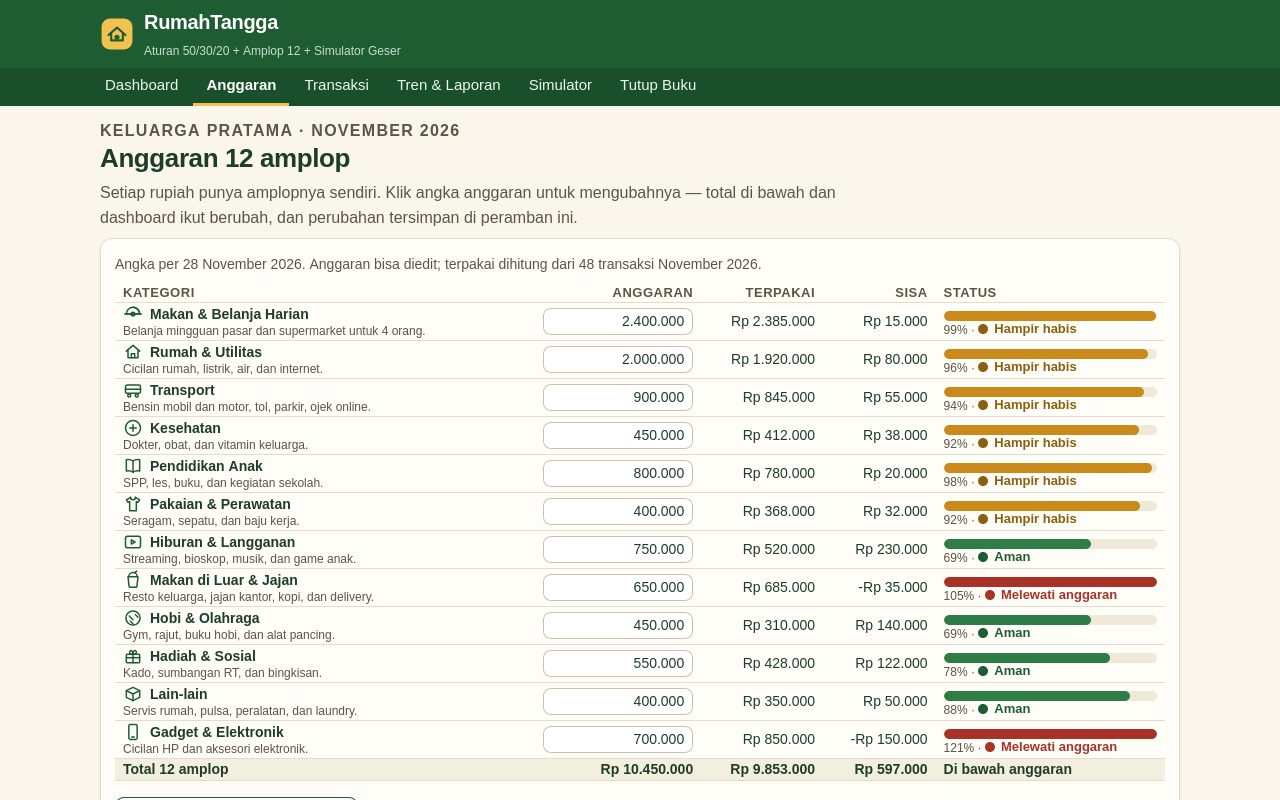 RumahTangga
Aturan 50/30/20 + Amplop 12 + Simulator Geser
Dashboard Anggaran Transaksi Tren & Laporan Simulator Tutup Buku
KELUARGA PRATAMA · NOVEMBER 2026
Anggaran 12 amplop
Setiap rupiah punya amplopnya sendiri. Klik angka anggaran untuk mengubahnya — total di bawah dan
dashboard ikut berubah, dan perubahan tersimpan di peramban ini.
Angka per 28 November 2026. Anggaran bisa diedit; terpakai dihitung dari 48 transaksi November 2026.
KATEGORI ANGGARAN TERPAKAI SISA STATUS
Makan & Belanja Harian
Belanja mingguan pasar dan supermarket untuk 4 orang.
2.400.000 Rp 2.385.000 Rp 15.000
99% · Hampir habis
Rumah & Utilitas
Cicilan rumah, listrik, air, dan internet.
2.000.000 Rp 1.920.000 Rp 80.000
96% · Hampir habis
Transport
Bensin mobil dan motor, tol, parkir, ojek online.
900.000 Rp 845.000 Rp 55.000
94% · Hampir habis
Kesehatan
Dokter, obat, dan vitamin keluarga.
450.000 Rp 412.000 Rp 38.000
92% · Hampir habis
Pendidikan Anak
SPP, les, buku, dan kegiatan sekolah.
800.000 Rp 780.000 Rp 20.000
98% · Hampir habis
Pakaian & Perawatan
Seragam, sepatu, dan baju kerja.
400.000 Rp 368.000 Rp 32.000
92% · Hampir habis
Hiburan & Langganan
Streaming, bioskop, musik, dan game anak.
750.000 Rp 520.000 Rp 230.000
69% · Aman
Makan di Luar & Jajan
Resto keluarga, jajan kantor, kopi, dan delivery.
650.000 Rp 685.000 -Rp 35.000
105% · Melewati anggaran
Hobi & Olahraga
Gym, rajut, buku hobi, dan alat pancing.
450.000 Rp 310.000 Rp 140.000
69% · Aman
Hadiah & Sosial
Kado, sumbangan RT, dan bingkisan.
550.000 Rp 428.000 Rp 122.000
78% · Aman
Lain-lain
Servis rumah, pulsa, peralatan, dan laundry.
400.000 Rp 350.000 Rp 50.000
88% · Aman
Gadget & Elektronik
Cicilan HP dan aksesori elektronik.
700.000 Rp 850.000 -Rp 150.000
121% · Melewati anggaran
Total 12 amplop Rp 10.450.000 Rp 9.853.000 Rp 597.000 Di bawah anggaran